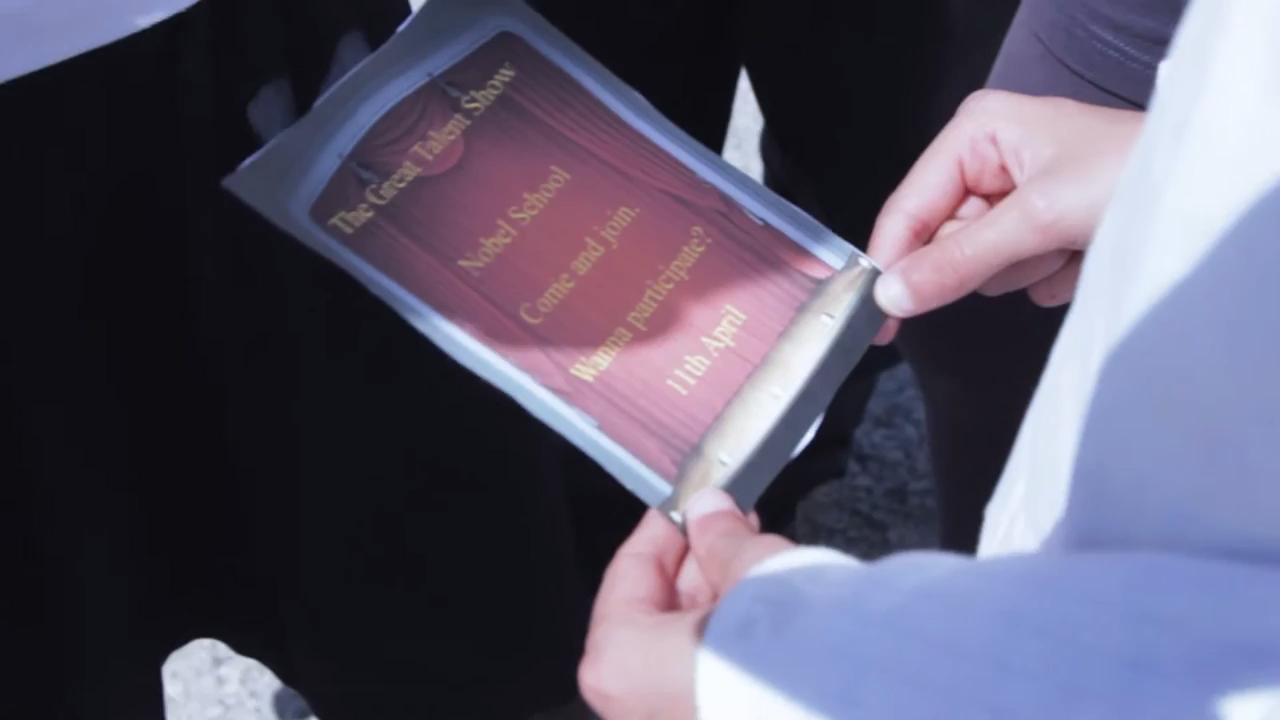 The Great Talent Show
Nobel School
Come and join.
Wanna participate?
11th April